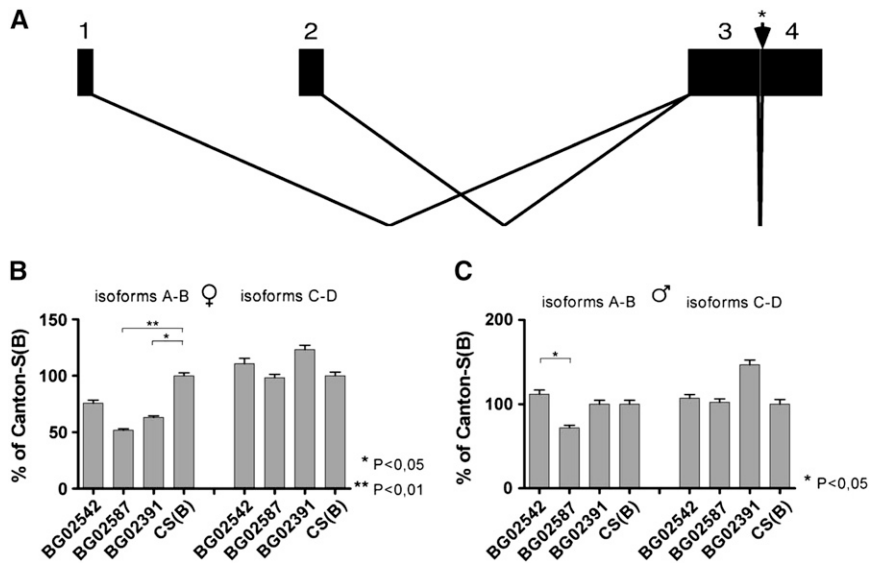 A
1 2 3 * 4
B
isoforms A-B ♀ isoforms C-D
% of Canton-S(B)
150
100
50
0
**
*
BG02542 BG02587 BG02391 CS(B) BG02542 BG02587 BG02391 CS(B)
* P<0,05
** P<0,01
C
isoforms A-B ♂ isoforms C-D
% of Canton-S(B)
200
100
0
*
BG02542 BG02587 BG02391 CS(B) BG02542 BG02587 BG02391 CS(B)
* P<0,05